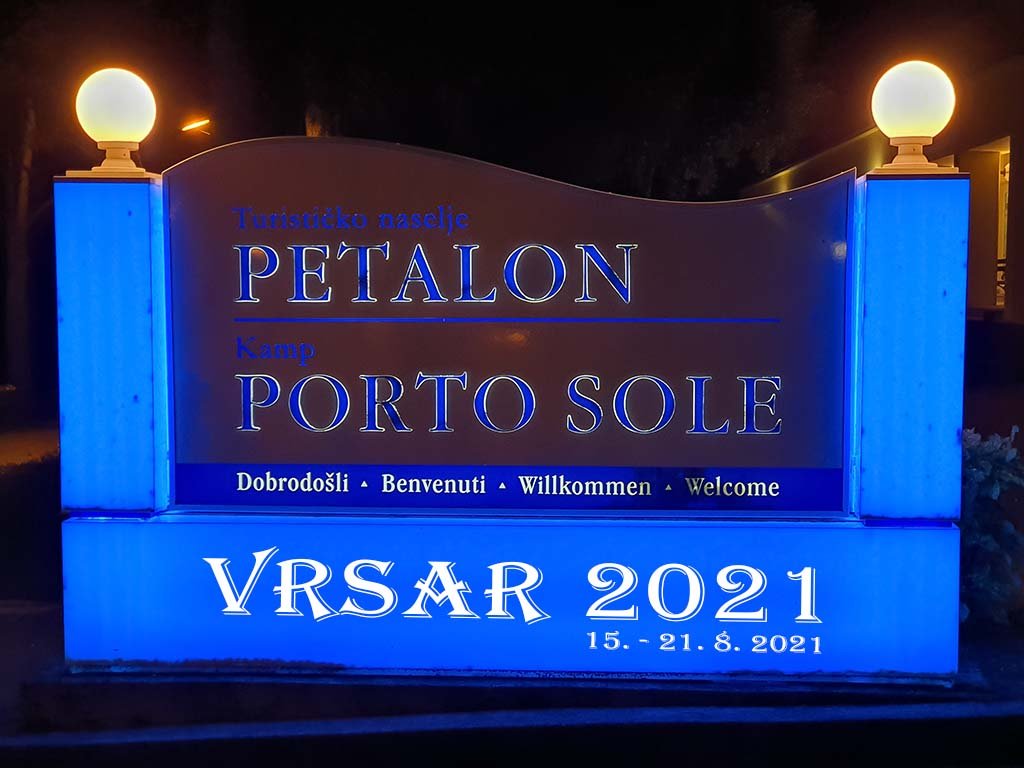 Turističko naselje
PETALON
Kamp
PORTO SOLE
Dobrodošli ▲ Benvenuti ▲ Willkommen ▲ Welcome
VRSAR 2021
15. - 21. 8. 2021